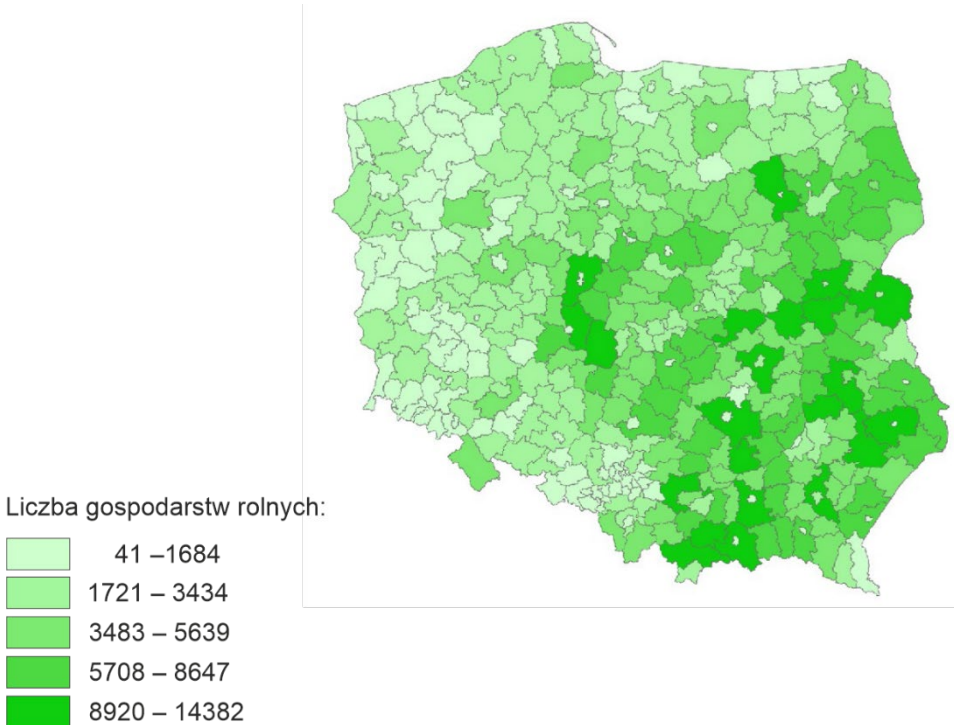 Liczba gospodarstw rolnych:
41 –1684
1721 – 3434
3483 – 5639
5708 – 8647
8920 – 14382